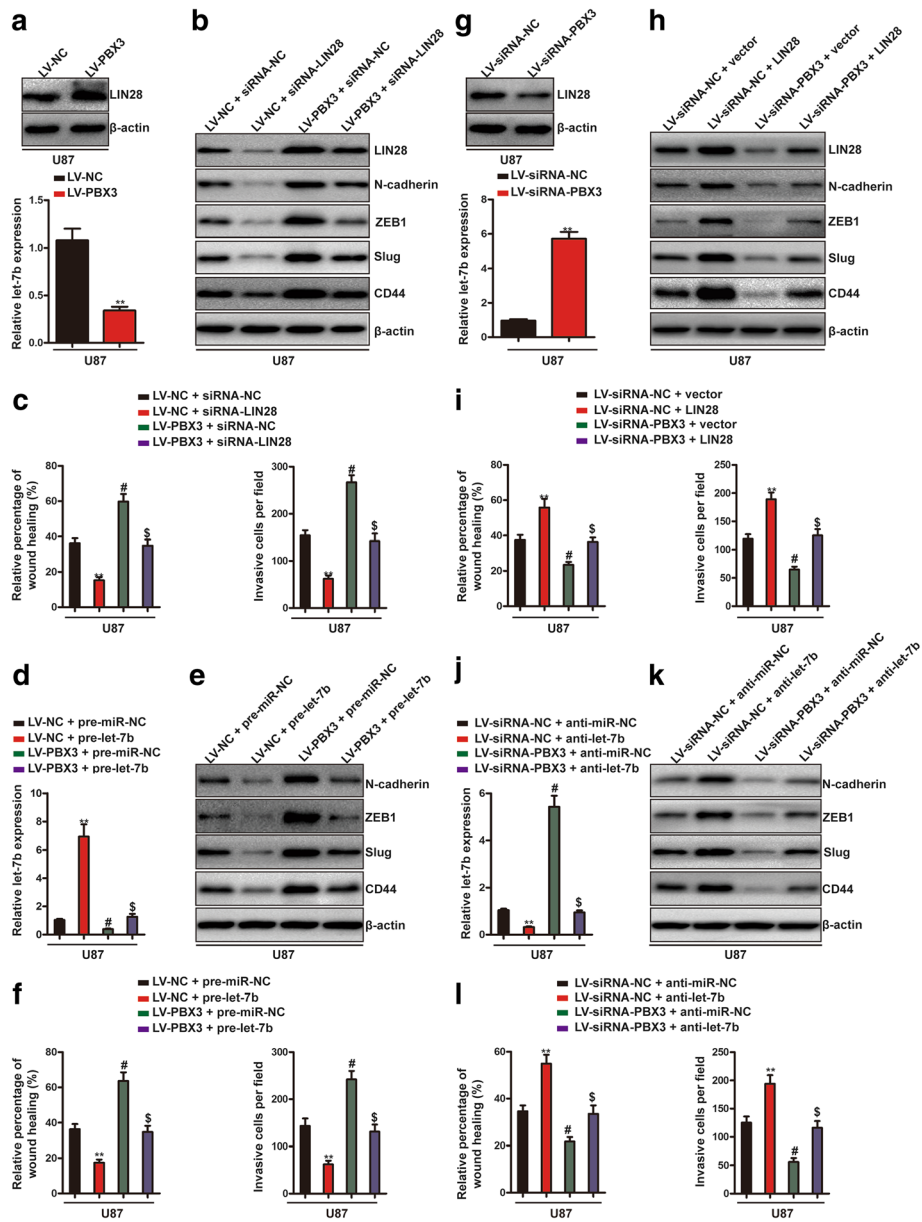 a
LV-NC
LV-PBX3
LIN28
β-actin
U87
LV-NC
LV-PBX3
Relative let-7b expression
1.5
1.0
0.5
0.0
**
U87
b
LV-NC + siRNA-NC
LV-NC + siRNA-LIN28
LV-PBX3 + siRNA-NC
LV-PBX3 + siRNA-LIN28
LIN28
N-cadherin
ZEB1
Slug
CD44
β-actin
U87
g
LV-siRNA-NC
LV-siRNA-PBX3
LIN28
β-actin
U87
LV-siRNA-NC
LV-siRNA-PBX3
Relative let-7b expression
8
6
4
2
0
**
U87
h
LV-siRNA-NC + vector
LV-siRNA-NC + LIN28
LV-siRNA-PBX3 + vector
LV-siRNA-PBX3 + LIN28
LIN28
N-cadherin
ZEB1
Slug
CD44
β-actin
U87
c
LV-NC + siRNA-NC
LV-NC + siRNA-LIN28
LV-PBX3 + siRNA-NC
LV-PBX3 + siRNA-LIN28
Relative percentage of
wound healing (%)
80
60
40
20
0
**
#
$
U87
Invasive cells per field
300
200
100
0
**
#
$
U87
i
LV-siRNA-NC + vector
LV-siRNA-NC + LIN28
LV-siRNA-PBX3 + vector
LV-siRNA-PBX3 + LIN28
Relative percentage of
wound healing (%)
80
60
40
20
0
**
#
$
U87
Invasive cells per field
250
200
150
100
50
0
**
#
$
U87
d
LV-NC + pre-miR-NC
LV-NC + pre-let-7b
LV-PBX3 + pre-miR-NC
LV-PBX3 + pre-let-7b
Relative let-7b expression
10
8
6
4
2
0
**
#
$
U87
e
LV-NC + pre-miR-NC
LV-NC + pre-let-7b
LV-PBX3 + pre-miR-NC
LV-PBX3 + pre-let-7b
N-cadherin
ZEB1
Slug
CD44
β-actin
U87
j
LV-siRNA-NC + anti-miR-NC
LV-siRNA-NC + anti-let-7b
LV-siRNA-PBX3 + anti-miR-NC
LV-siRNA-PBX3 + anti-let-7b
Relative let-7b expression
6
4
2
0
**
#
$
U87
k
LV-siRNA-NC + anti-miR-NC
LV-siRNA-NC + anti-let-7b
LV-siRNA-PBX3 + anti-miR-NC
LV-siRNA-PBX3 + anti-let-7b
N-cadherin
ZEB1
Slug
CD44
β-actin
U87
f
LV-NC + pre-miR-NC
LV-NC + pre-let-7b
LV-PBX3 + pre-miR-NC
LV-PBX3 + pre-let-7b
Relative percentage of
wound healing (%)
80
60
40
20
0
**
#
$
U87
Invasive cells per field
300
200
100
0
**
#
$
U87
l
LV-siRNA-NC + anti-miR-NC
LV-siRNA-NC + anti-let-7b
LV-siRNA-PBX3 + anti-miR-NC
LV-siRNA-PBX3 + anti-let-7b
Relative percentage of
wound healing (%)
60
40
20
0
**
#
$
U87
Invasive cells per field
250
200
150
100
50
0
**
#
$
U87